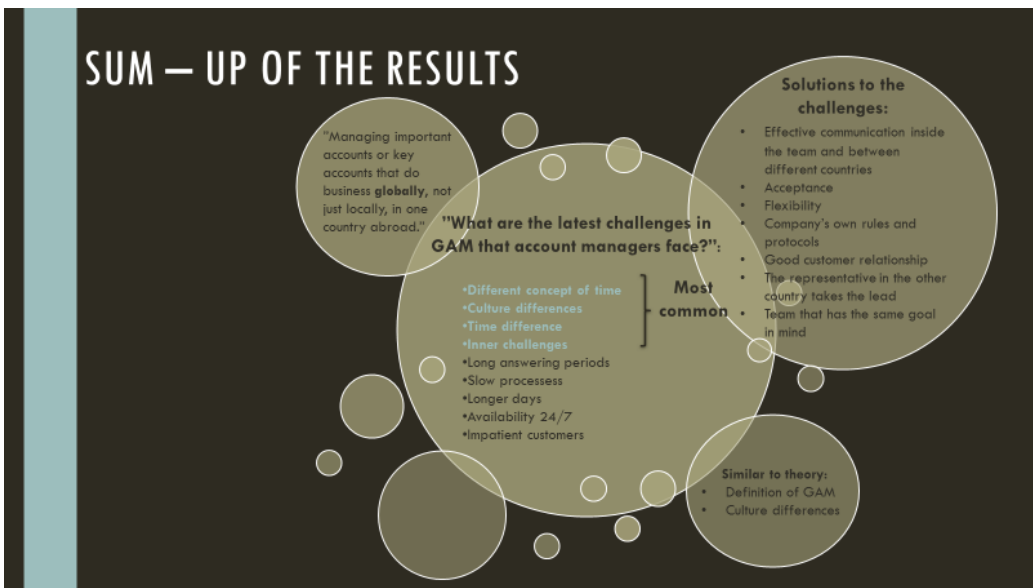 SUM – UP OF THE RESULTS
"Managing important
accounts or key
accounts that do
business globally, not
just locally, in one
country abroad."
"What are the latest challenges in
GAM that account managers face?":
•Different concept of time
•Culture differences
•Time difference
•Inner challenges
•Long answering periods
•Slow processess
•Longer days
•Availability 24/7
•Impatient customers
Most
common
Solutions to the
challenges:
• Effective communication inside
the team and between
different countries
• Acceptance
• Flexibility
• Company's own rules and
protocols
• Good customer relationship
• The representative in the other
country takes the lead
• Team that has the same goal
in mind
Similar to theory:
• Definition of GAM
• Culture differences